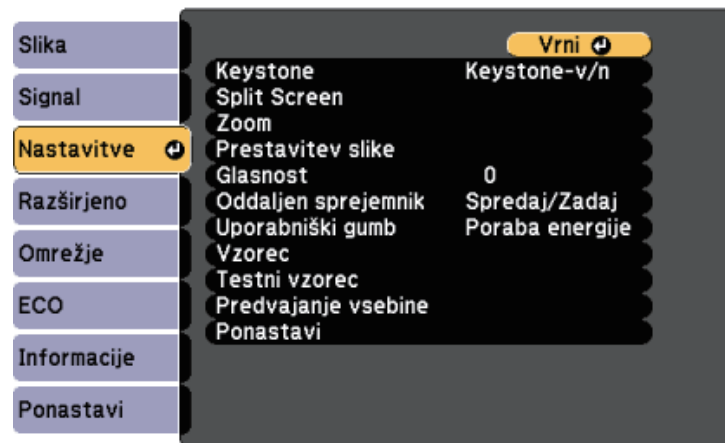 Slika
Signal
Nastavitve
Razširjeno
Omrežje
ECO
Informacije
Ponastavi
Vrni
Keystone Keystone-v/n
Split Screen
Zoom
Prestavitev slike
Glasnost 0
Oddaljen sprejemnik Spredaj/Zadaj
Uporabniški gumb Poraba energije
Vzorec
Testni vzorec
Predvajanje vsebine
Ponastavi